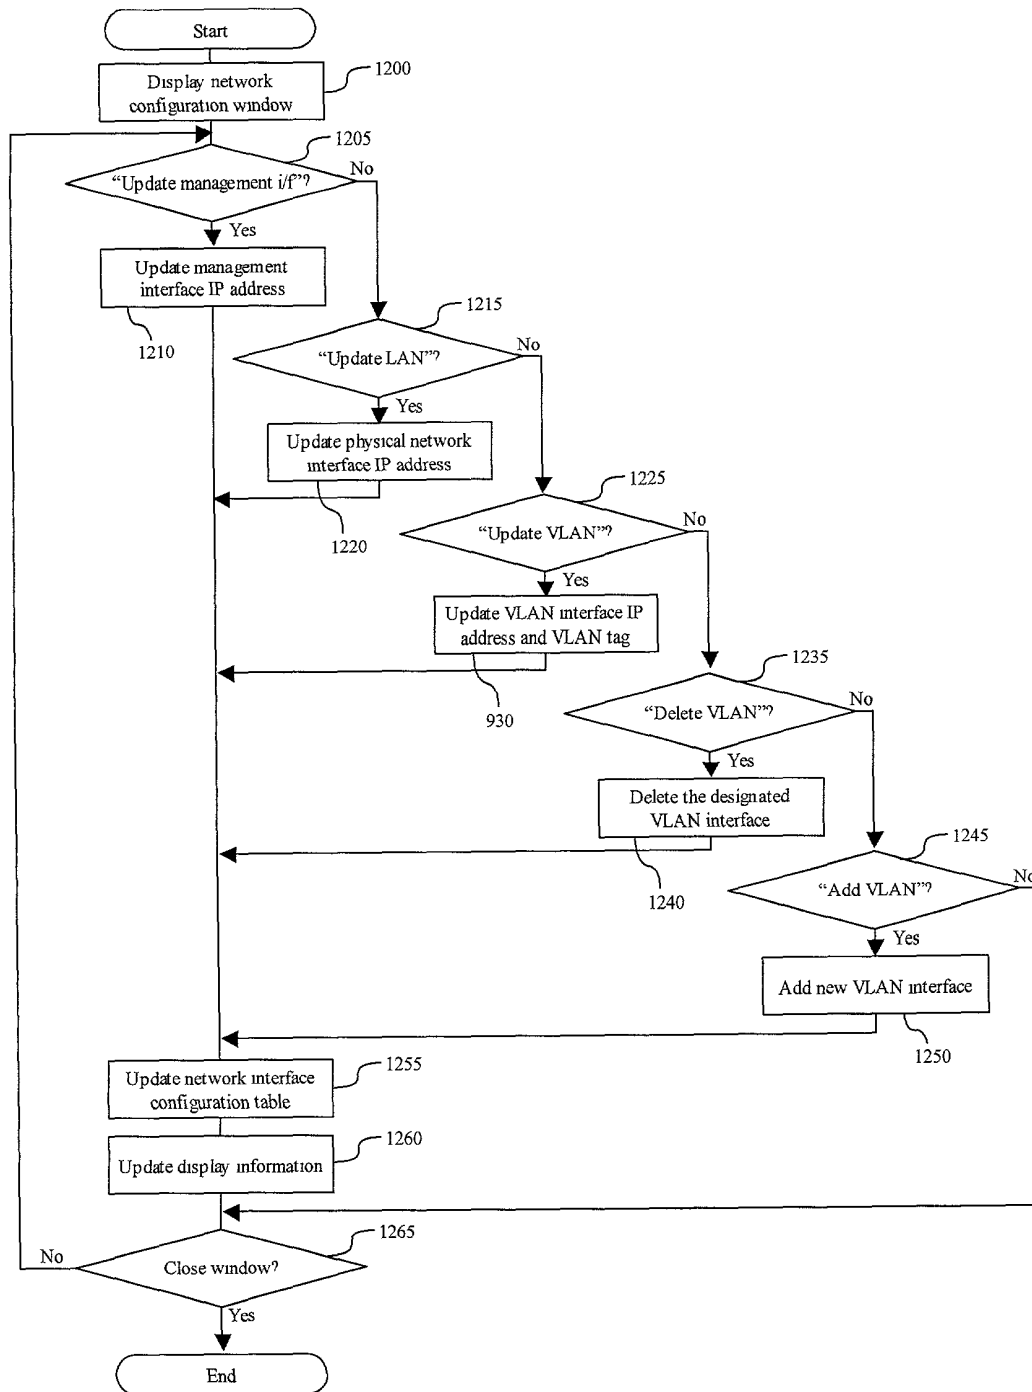 Start
1200
Display network
configuration window
1205
"Update management i/f"?
No
Yes
Update management
interface IP address
1210
1215
"Update LAN"?
No
Yes
Update physical network
interface IP address
1220
1225
"Update VLAN"?
No
Yes
Update VLAN interface IP
address and VLAN tag
930
1235
"Delete VLAN"?
No
Yes
Delete the designated
VLAN interface
1240
1245
"Add VLAN"?
No
Yes
Add new VLAN interface
1250
1255
Update network interface
configuration table
1260
Update display information
1265
Close window?
No
Yes
End